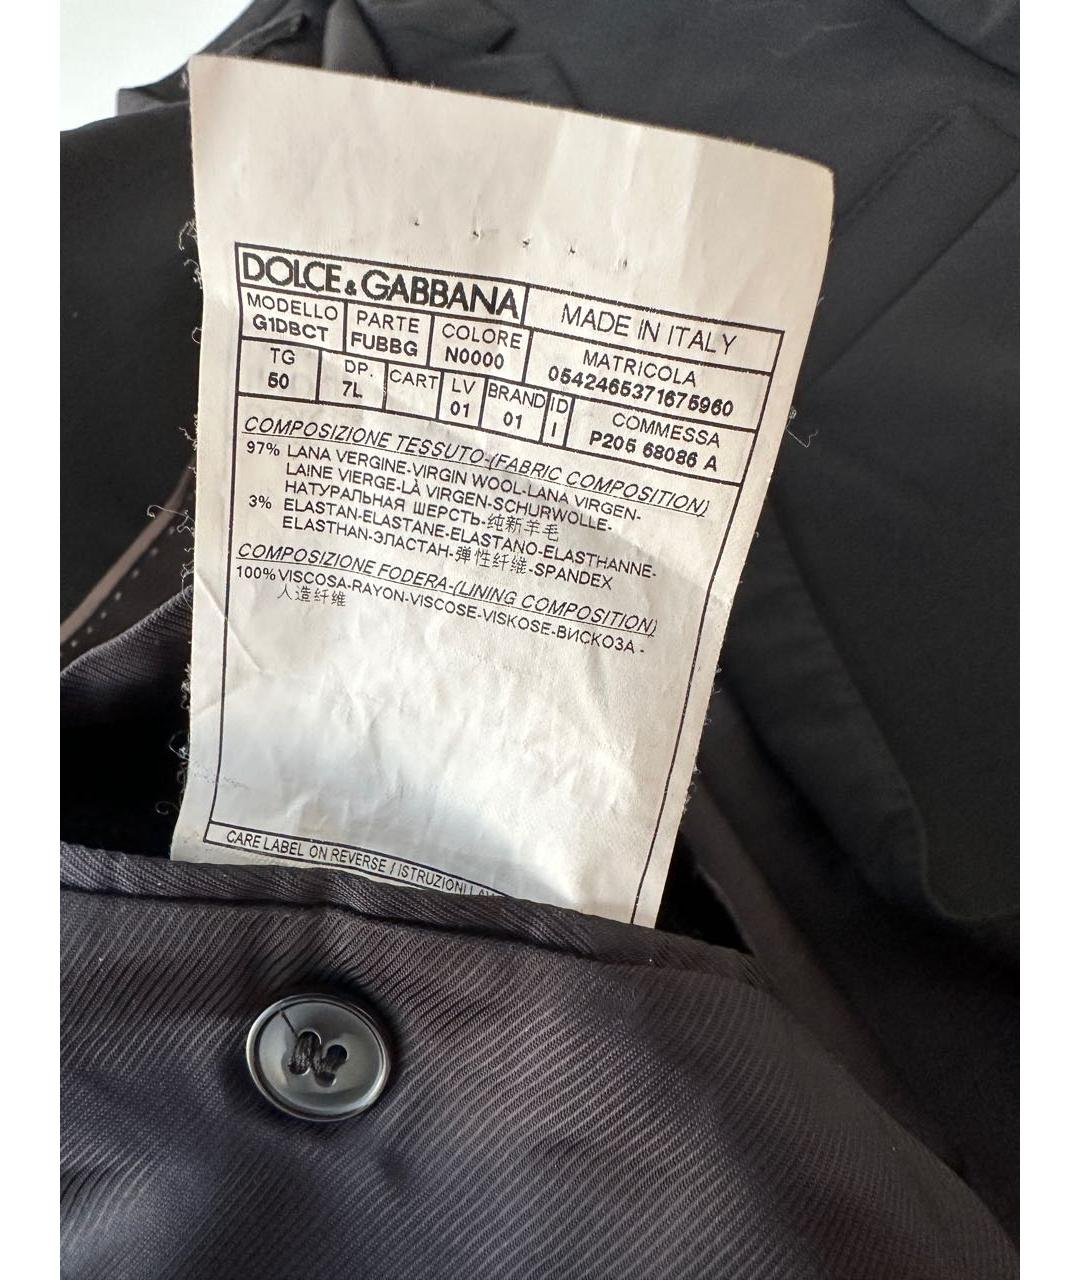 DOLCE & GABBANA MADE IN ITALY
MODELLO PARTE COLORE MATRICOLA
G1DBCT FUBBG N0000 0542465371675960
TG DP. CART LV BRAND ID COMMESSA
50 7L 01 01 I P205 68086 A
COMPOSIZIONE TESSUTO-(FABRIC COMPOSITION)
97% LANA VERGINE-VIRGIN WOOL-LANA VIRGEN-
LAINE VIERGE-LÀ VIRGEN-SCHURWOLLE-
НАТУРАЛЬНАЯ ШЕРСТЬ-纯新羊毛
3% ELASTAN-ELASTANE-ELASTANO-ELASTHANNE-
ELASTHAN-ЭЛАСТАН-弹性纤维-SPANDEX
COMPOSIZIONE FODERA-(LINING COMPOSITION)
100% VISCOSA-RAYON-VISCOSE-VISKOSE-ВИСКОЗА -
人造纤维
CARE LABEL ON REVERSE / ISTRUZIONI